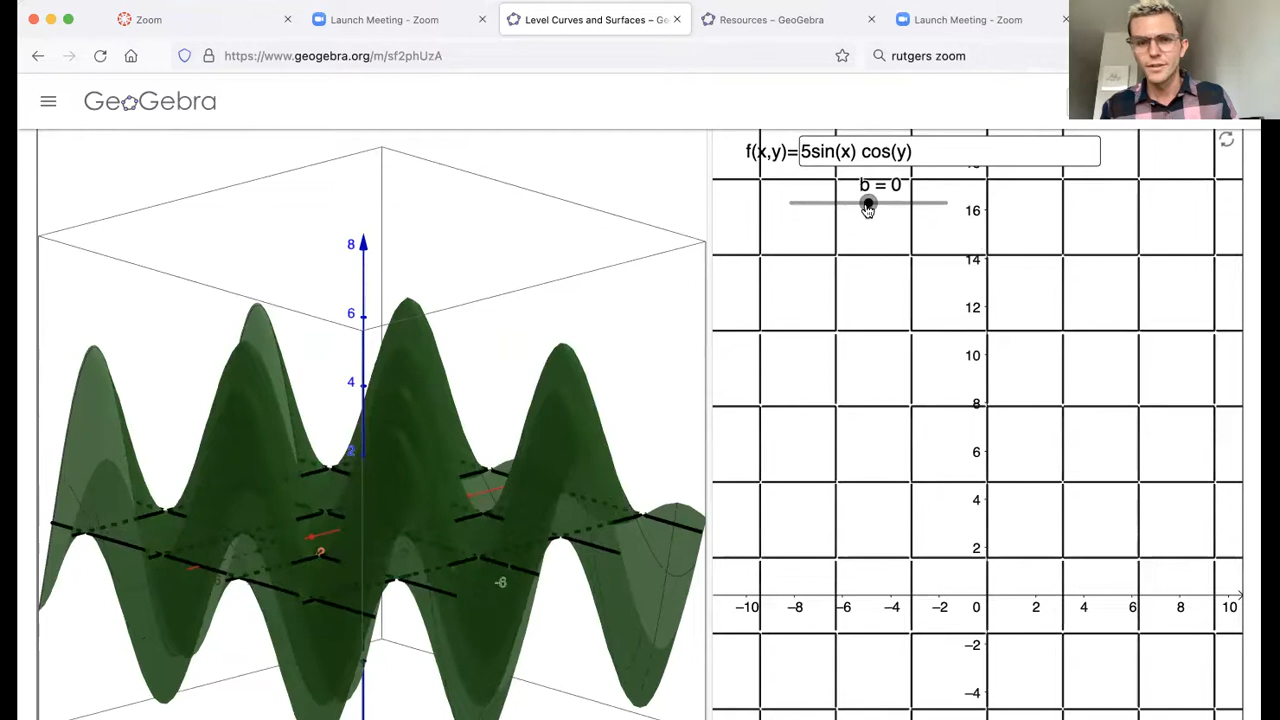 Zoom
Launch Meeting - Zoom
Level Curves and Surfaces – Ge
Resources – GeoGebra
Launch Meeting - Zoom
https://www.geogebra.org/m/sf2phUzA
rutgers zoom
GeoGebra
f(x,y)=5sin(x) cos(y)
b = 0
8
6
4
2
-6
16
14
12
10
8
6
4
2
–10 –8 –6 –4 –2 0 2 4 6 8 10
–2
–4